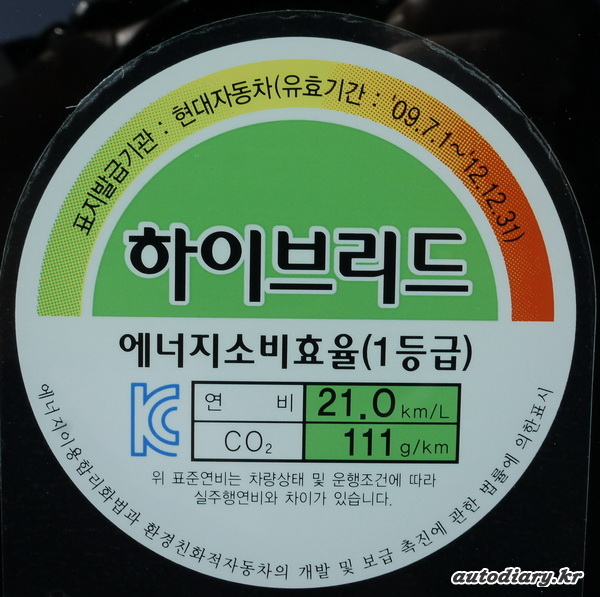 표지발급기관 : 현대자동차(유효기간 : '09.7.1~'12.12.31)
하이브리드
에너지소비효율(1등급)
KC
연 비 21.0 km/L
CO₂ 111 g/km
위 표준연비는 차량상태 및 운행조건에 따라
실주행연비와 차이가 있습니다.
에너지이용합리화법과 환경친화적자동차의 개발 및 보급 촉진에 관한 법률에 의한표시
autodiary.kr